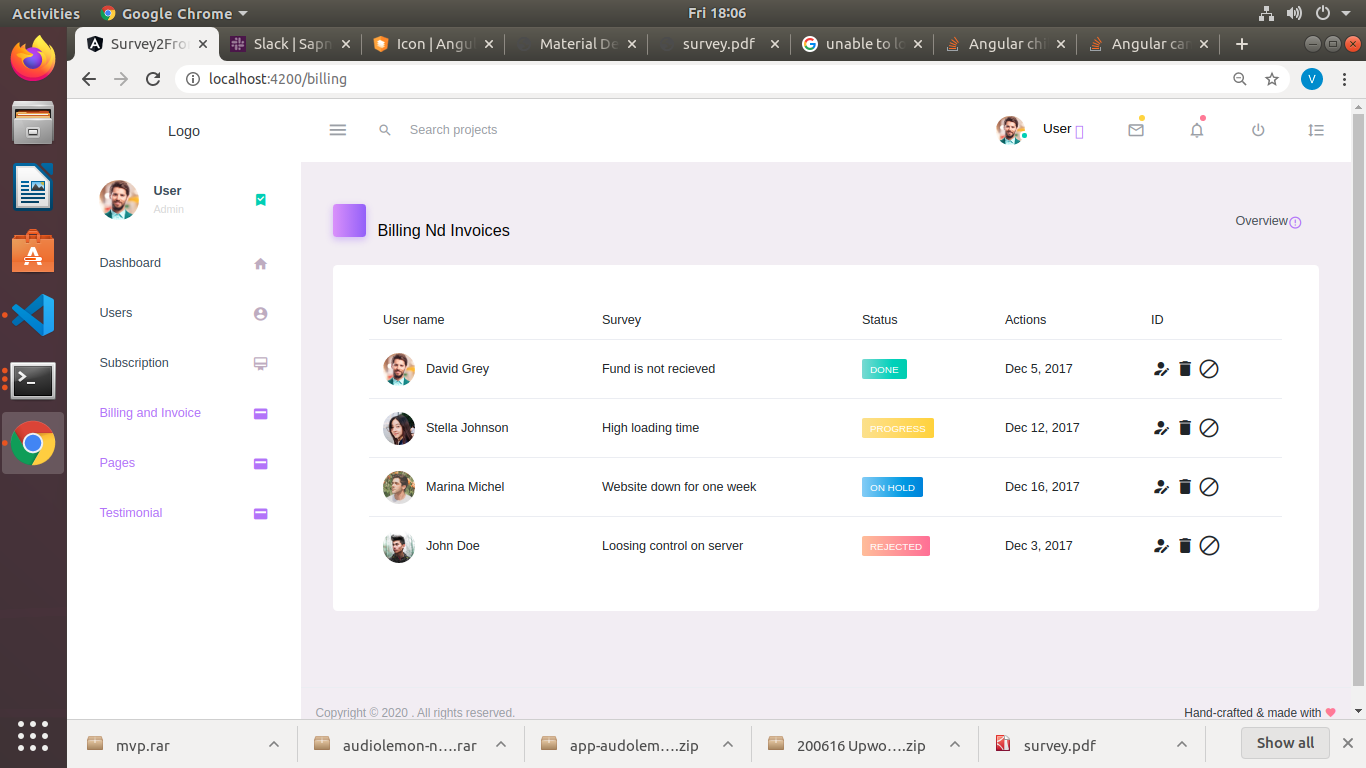 Activities Google Chrome Fri 18:06
Survey2Fro Slack | Sapn Icon | Angul Material De survey.pdf unable to lo Angular chi Angular car
localhost:4200/billing V
Logo Search projects User
User
Admin
Billing Nd Invoices Overview
Dashboard
Users
Subscription
Billing and Invoice
Pages
Testimonial
User name Survey Status Actions ID
David Grey Fund is not recieved DONE Dec 5, 2017
Stella Johnson High loading time PROGRESS Dec 12, 2017
Marina Michel Website down for one week ON HOLD Dec 16, 2017
John Doe Loosing control on server REJECTED Dec 3, 2017
Copyright © 2020 . All rights reserved. Hand-crafted & made with
mvp.rar audiolemon-n....rar app-audolem....zip 200616 Upwo....zip survey.pdf Show all